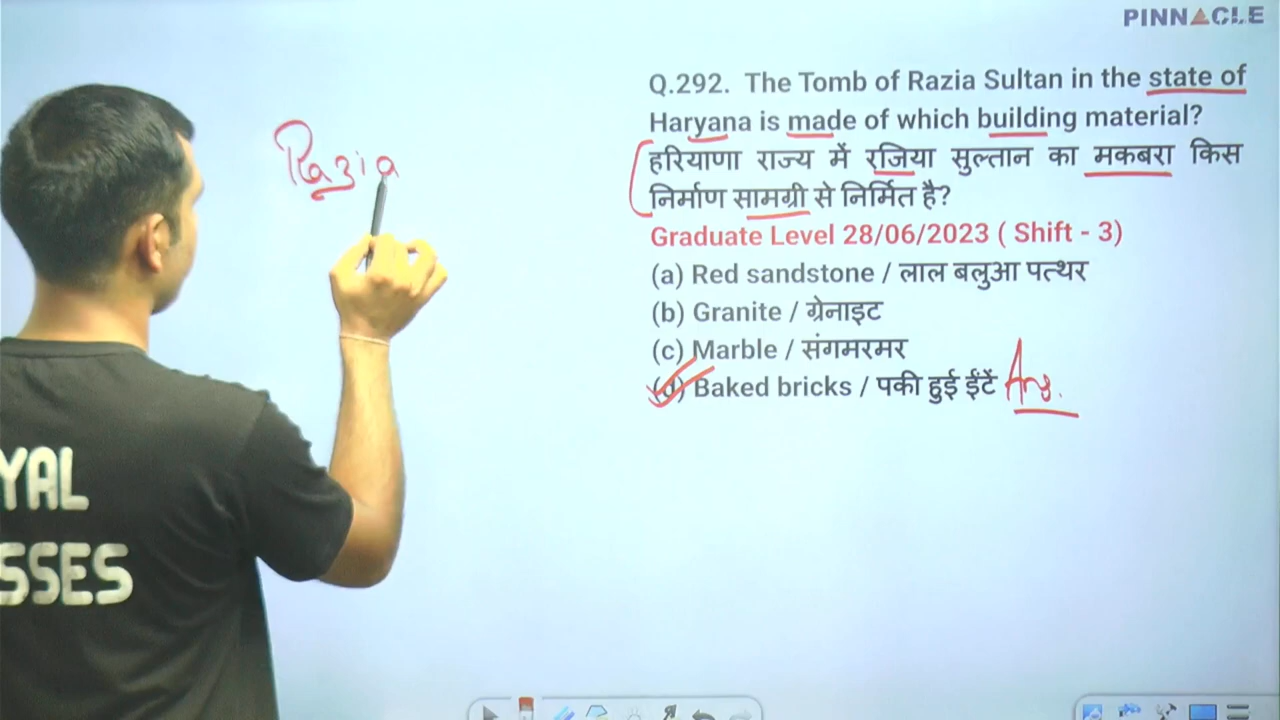 PINNACLE
Q.292. The Tomb of Razia Sultan in the state of
Haryana is made of which building material?
हरियाणा राज्य में रजिया सुल्तान का मकबरा किस
निर्माण सामग्री से निर्मित है?
Graduate Level 28/06/2023 ( Shift - 3)
(a) Red sandstone / लाल बलुआ पत्थर
(b) Granite / ग्रेनाइट
(c) Marble / संगमरमर
(d) Baked bricks / पकी हुई ईंटें Ans.
Razia
YAL
SSES